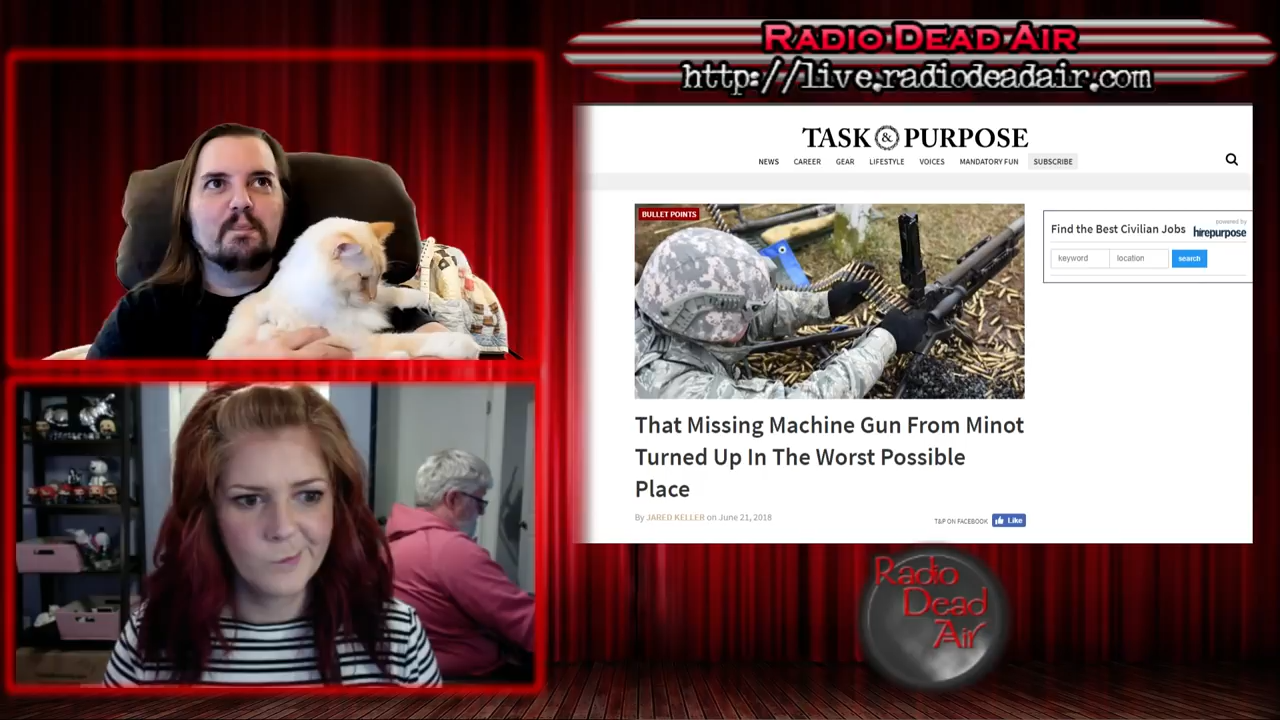 RADIO DEAD AIR
http://live.radiodeadair.com
TASK & PURPOSE
NEWS CAREER GEAR LIFESTYLE VOICES MANDATORY FUN SUBSCRIBE
BULLET POINTS
powered by
Find the Best Civilian Jobs hirepurpose
keyword location search
That Missing Machine Gun From Minot
Turned Up In The Worst Possible
Place
By JARED KELLER on June 21, 2018
T&P ON FACEBOOK Like
Radio
Dead
Air